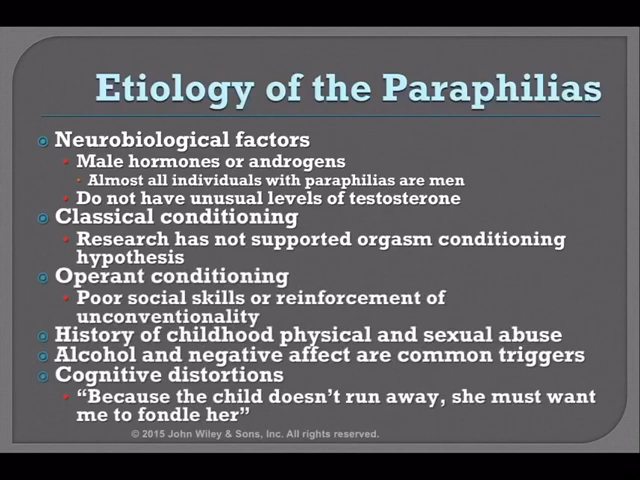 Etiology of the Paraphilias
Neurobiological factors
Male hormones or androgens
Almost all individuals with paraphilias are men
Do not have unusual levels of testosterone
Classical conditioning
Research has not supported orgasm conditioning
hypothesis
Operant conditioning
Poor social skills or reinforcement of
unconventionality
History of childhood physical and sexual abuse
Alcohol and negative affect are common triggers
Cognitive distortions
“Because the child doesn’t run away, she must want
me to fondle her”
© 2015 John Wiley & Sons, Inc. All rights reserved.